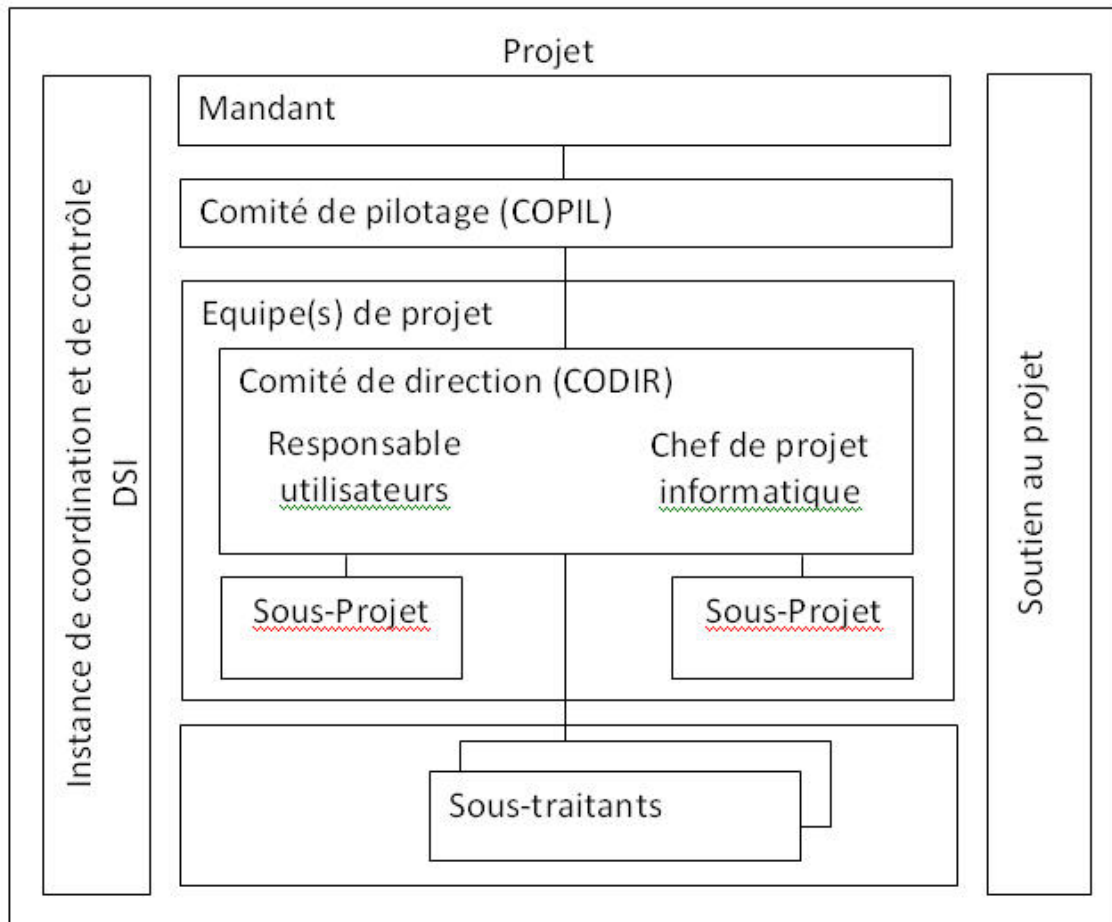 Projet
Instance de coordination et de contrôle
DSI
Mandant
Comité de pilotage (COPIL)
Equipe(s) de projet
Comité de direction (CODIR)
Responsable
utilisateurs
Chef de projet
informatique
Sous-Projet
Sous-Projet
Sous-traitants
Soutien au projet